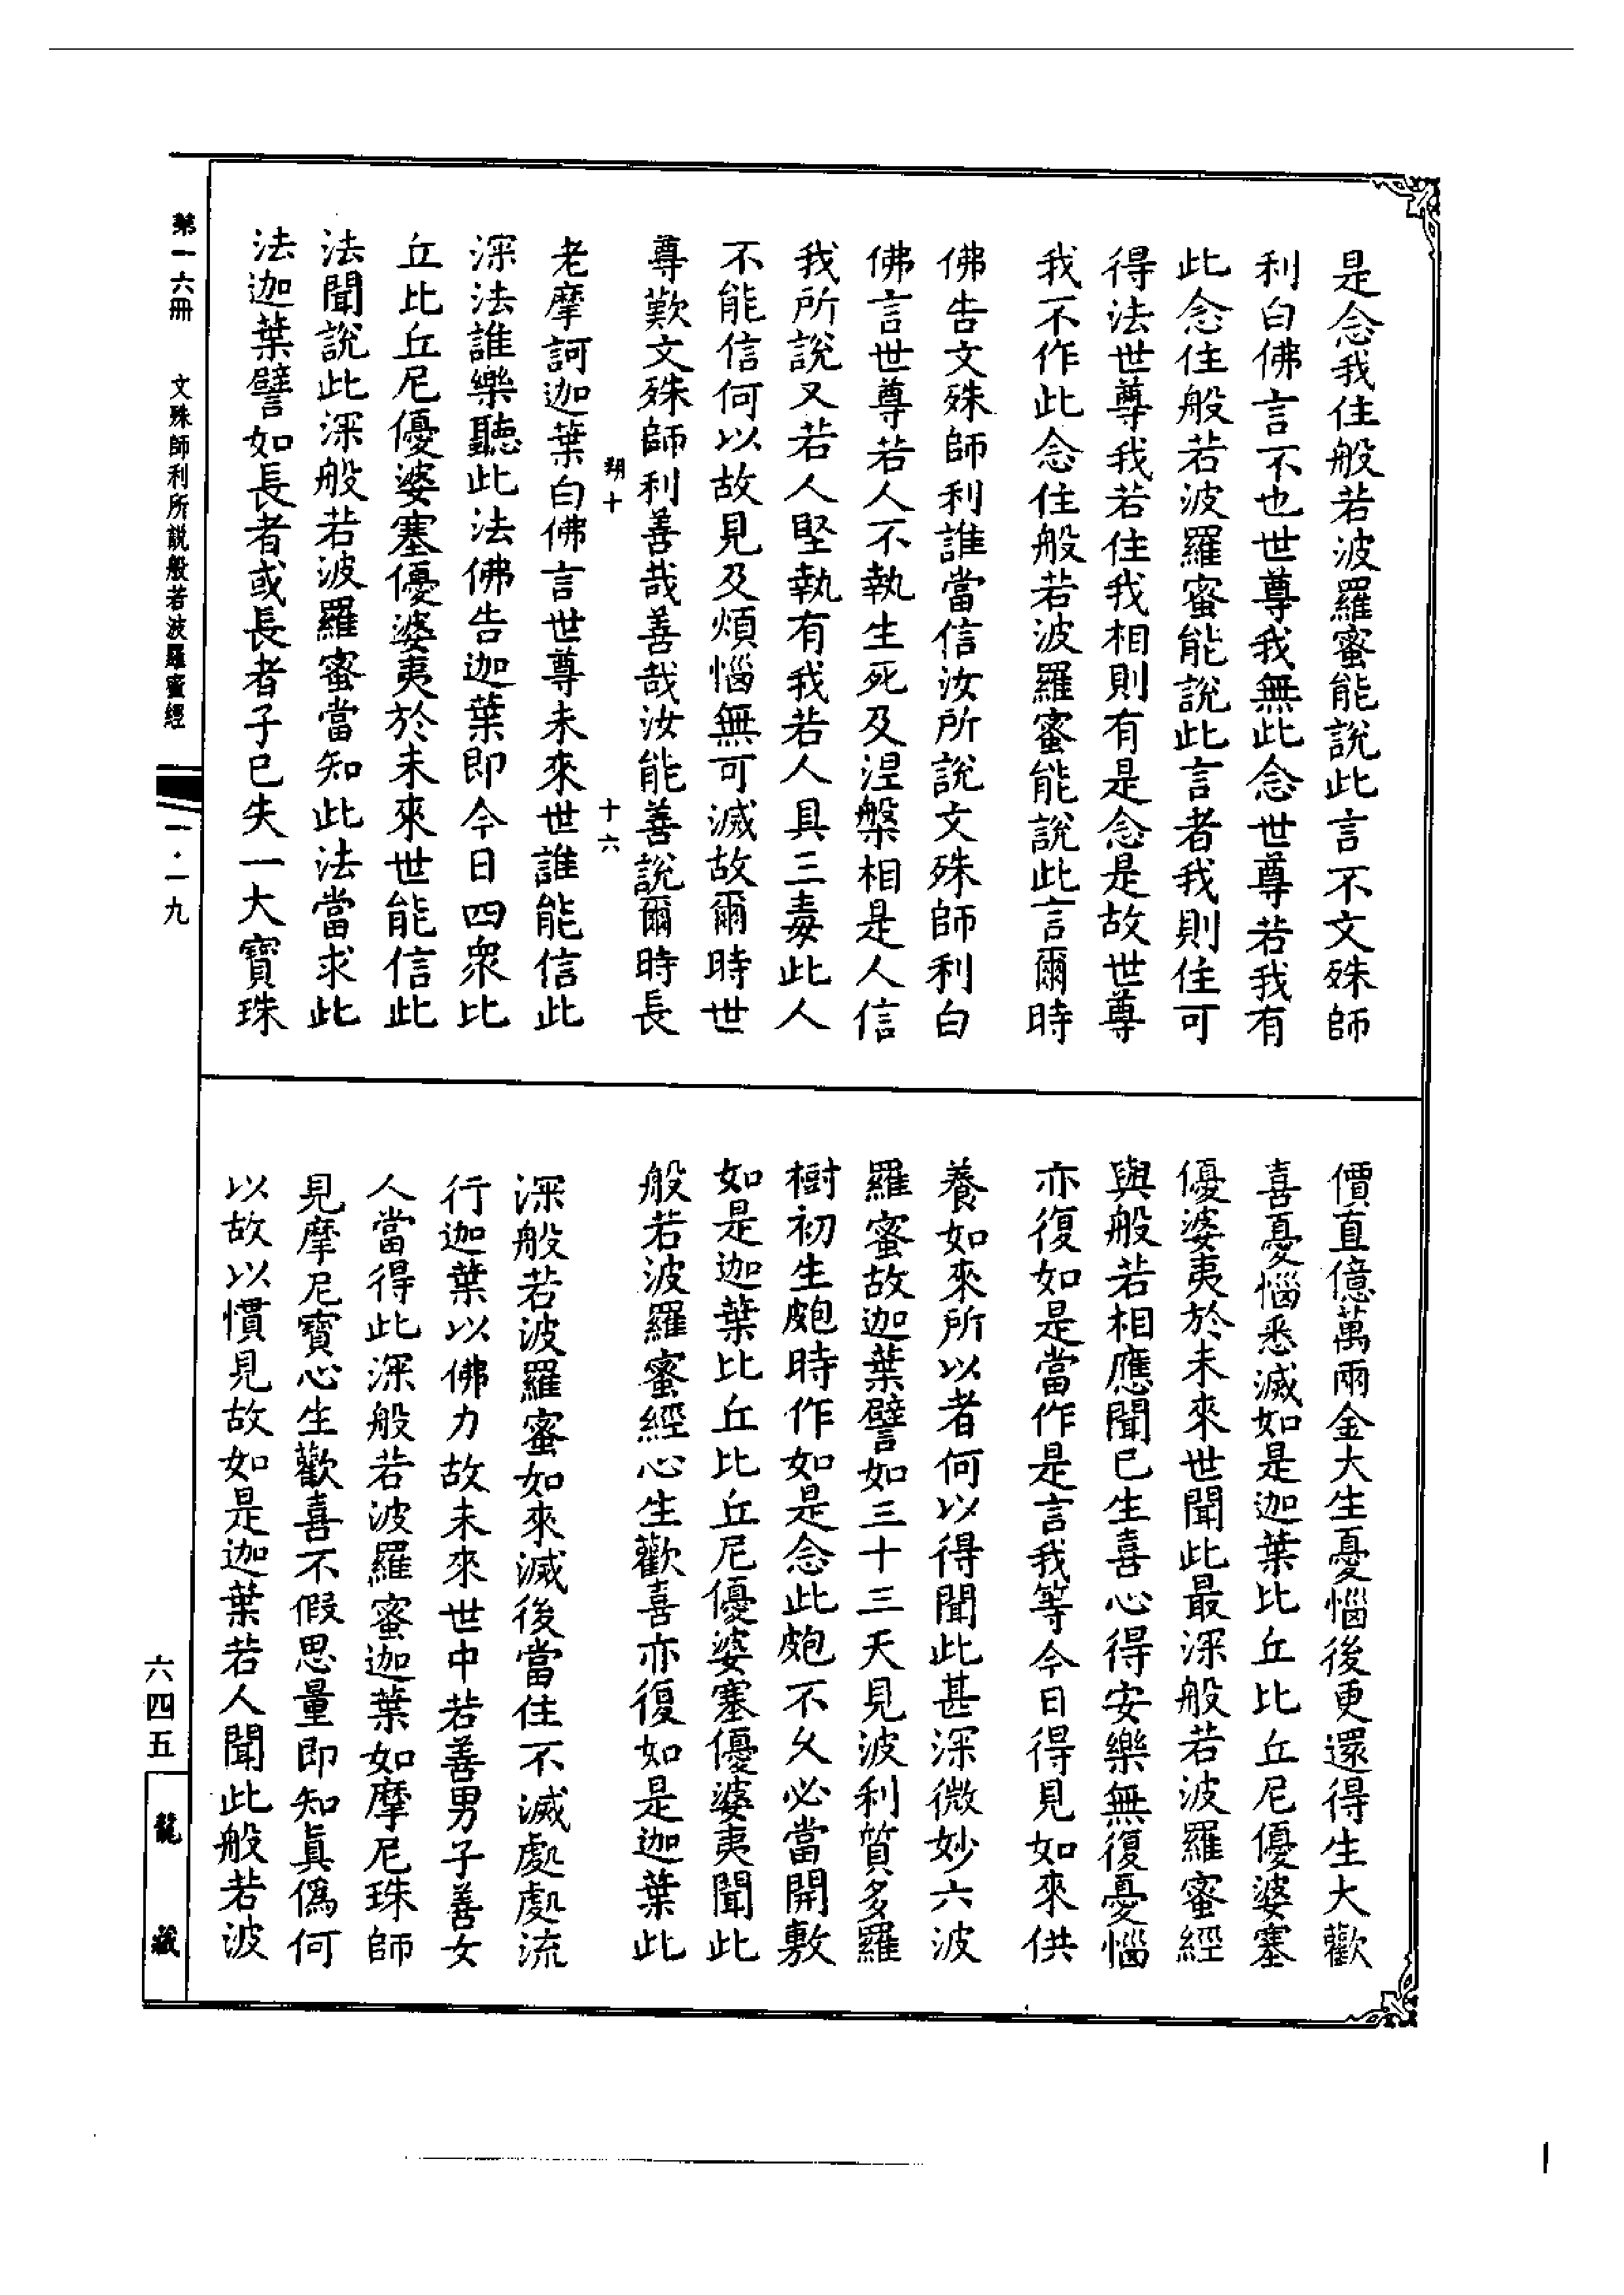 是念我住般若波羅蜜能說此言不文殊師
利白佛言不也世尊我無此念世尊若我有
此念住般若波羅蜜能說此言者我則住可
得法世尊我若住我相則有是念是故世尊
我不作此念住般若波羅蜜能說此言爾時
佛告文殊師利誰當信汝所說文殊師利白
佛言世尊若人不執生死及涅槃相是人信
我所說又若人堅執有我若人具三毒此人
不能信何以故見及煩惱無可滅故爾時世
尊歎文殊師利善哉善哉汝能善說爾時長
翔十 十六
老摩訶迦葉白佛言世尊未來世誰能信此
深法誰樂聽此法佛告迦葉即今日四衆比
丘比丘尼優婆塞優婆夷於未來世能信此
法聞說此深般若波羅蜜當知此法當求此
法迦葉譬如長者或長者子已失一大寶珠
價直億萬兩金大生憂惱後更還得生大歡
喜憂惱悉滅如是迦葉比丘比丘尼優婆塞
優婆夷於未來世聞此最深般若波羅蜜經
與般若相應聞已生喜心得安樂無復憂惱
亦復如是當作是言我等今日得見如來供
養如來所以者何以得聞此甚深微妙六波
羅蜜故迦葉譬如三十三天見波利質多羅
樹初生皰時作如是念此皰不久必當開敷
如是迦葉比丘比丘尼優婆塞優婆夷聞此
般若波羅蜜經心生歡喜亦復如是迦葉此
深般若波羅蜜如來滅後當住不滅處處流
行迦葉以佛力故未來世中若善男子善女
人當得此深般若波羅蜜迦葉如摩尼珠師
見摩尼寶心生歡喜不假思量即知真偽何
以故以慣見故如是迦葉若人聞此般若波
第一六冊 文殊師利所説般若波羅蜜經 一·一九
六四五
龍藏